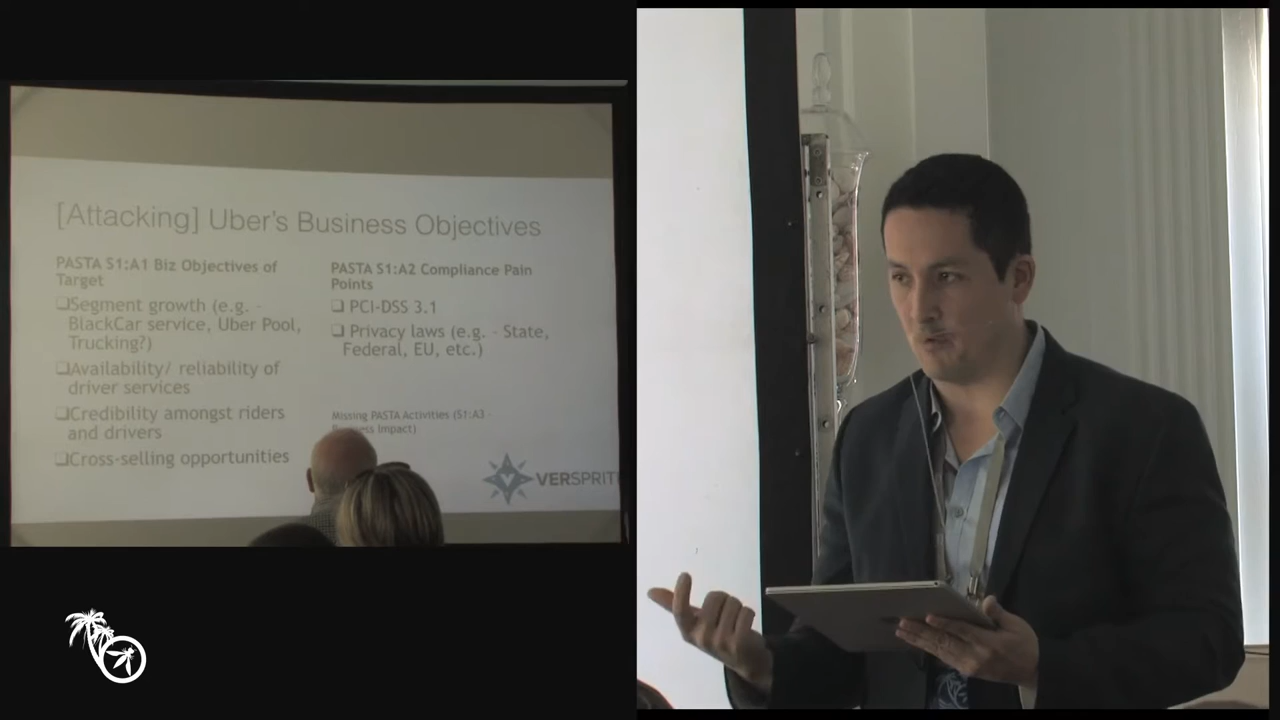 [Attacking] Uber's Business Objectives
PASTA S1:A1 Biz Objectives of
Target
❑Segment growth (e.g. -
BlackCar service, Uber Pool,
Trucking?)
❑Availability/ reliability of
driver services
❑Credibility amongst riders
and drivers
❑Cross-selling opportunities
PASTA S1:A2 Compliance Pain
Points
❑ PCI-DSS 3.1
❑ Privacy laws (e.g. - State,
Federal, EU, etc.)
Missing PASTA Activities (S1:A3 -
Impact)
VERSPRIT